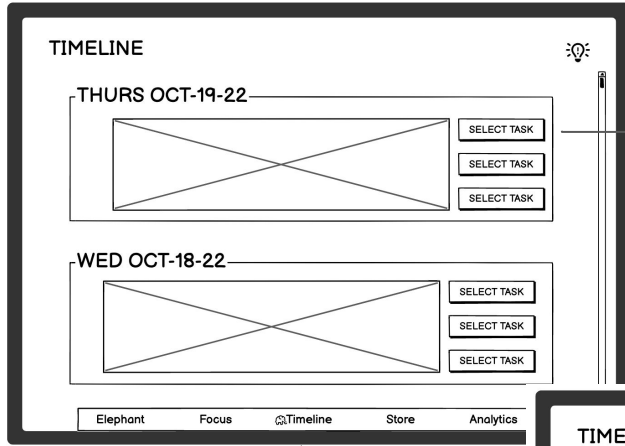 TIMELINE
THURS OCT-19-22
SELECT TASK
SELECT TASK
SELECT TASK
WED OCT-18-22
SELECT TASK
SELECT TASK
SELECT TASK
Elephant Focus Timeline Store Analytics
TIME